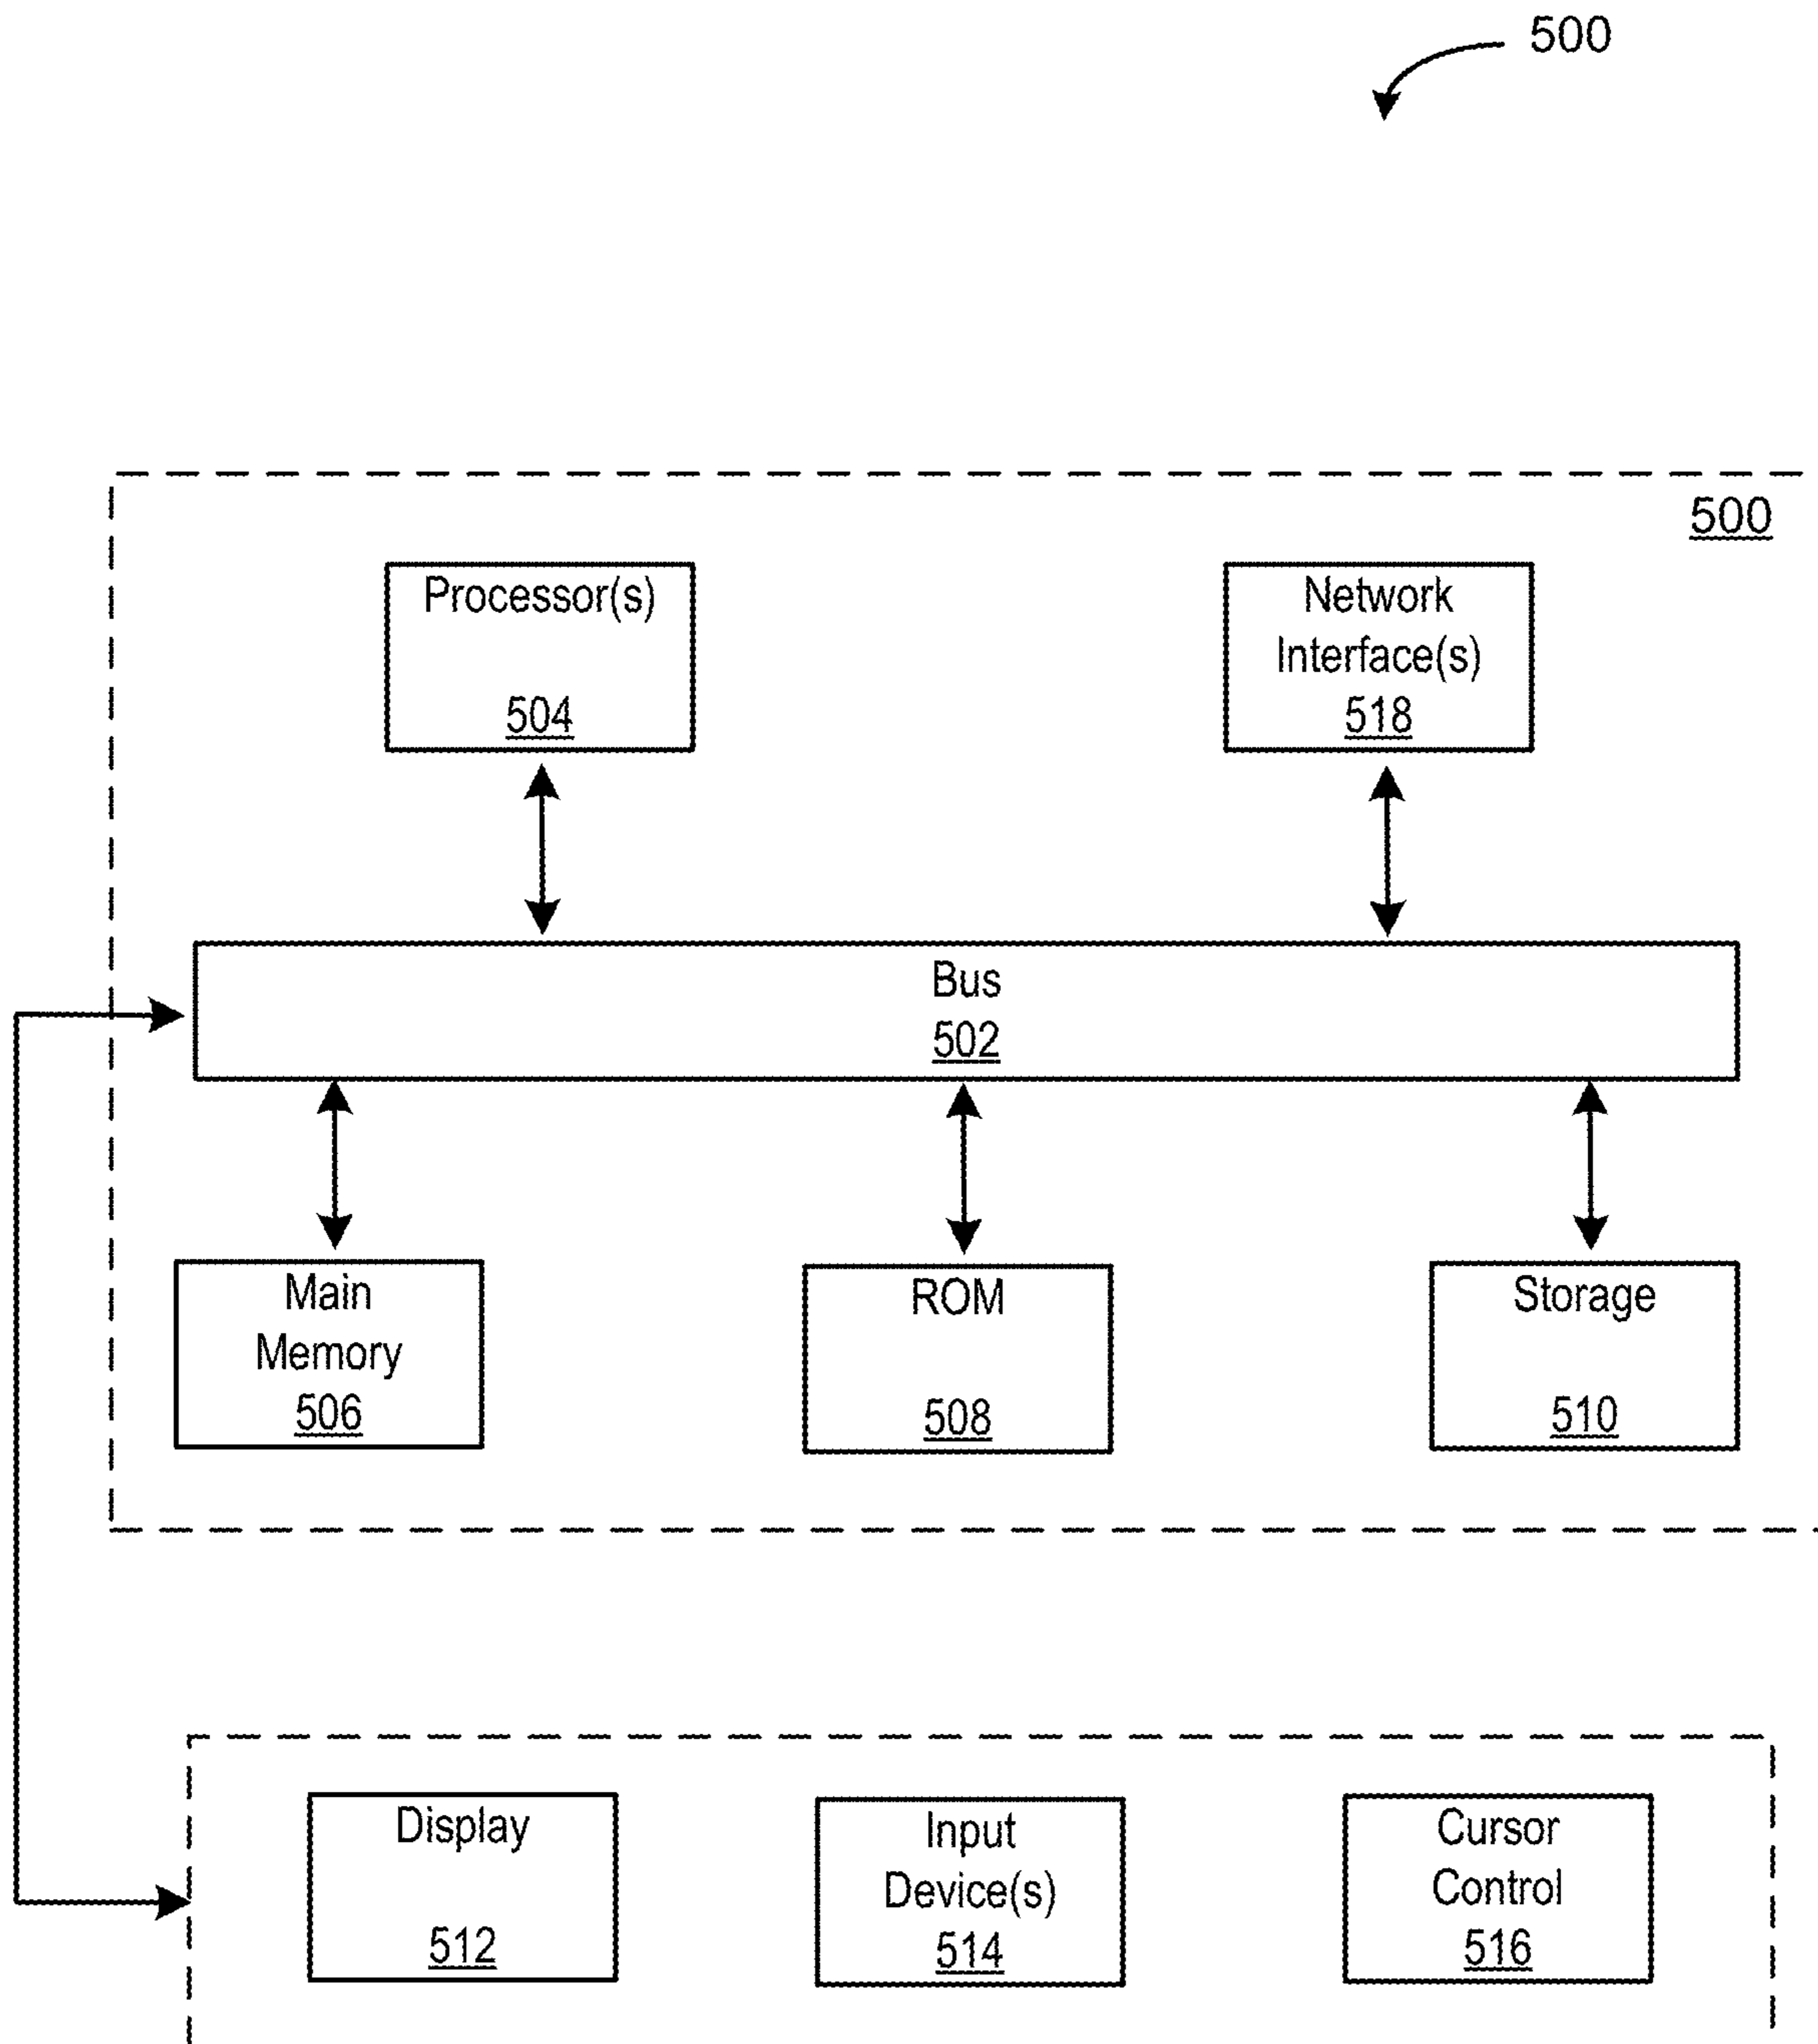 500
500
Processor(s)
504
Network
Interface(s)
518
Bus
502
Main
Memory
506
ROM
508
Storage
510
Display
512
Input
Device(s)
514
Cursor
Control
516